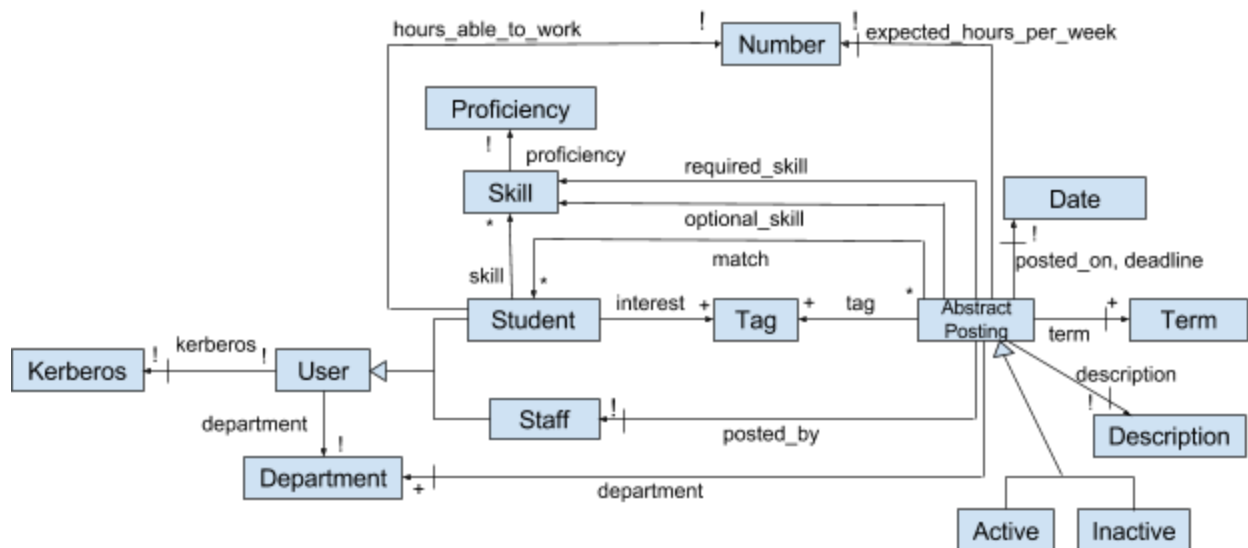 hours_able_to_work
!
!
expected_hours_per_week
Number
Proficiency
!
proficiency
required_skill
Skill
Date
*
optional_skill
!
match
posted_on, deadline
skill
*
interest
+
+
tag
*
Student
Tag
Abstract
Posting
+
Term
term
kerberos
!
!
Kerberos
User
description
!
department
Staff
!
posted_by
Description
!
Department
+
department
Active
Inactive